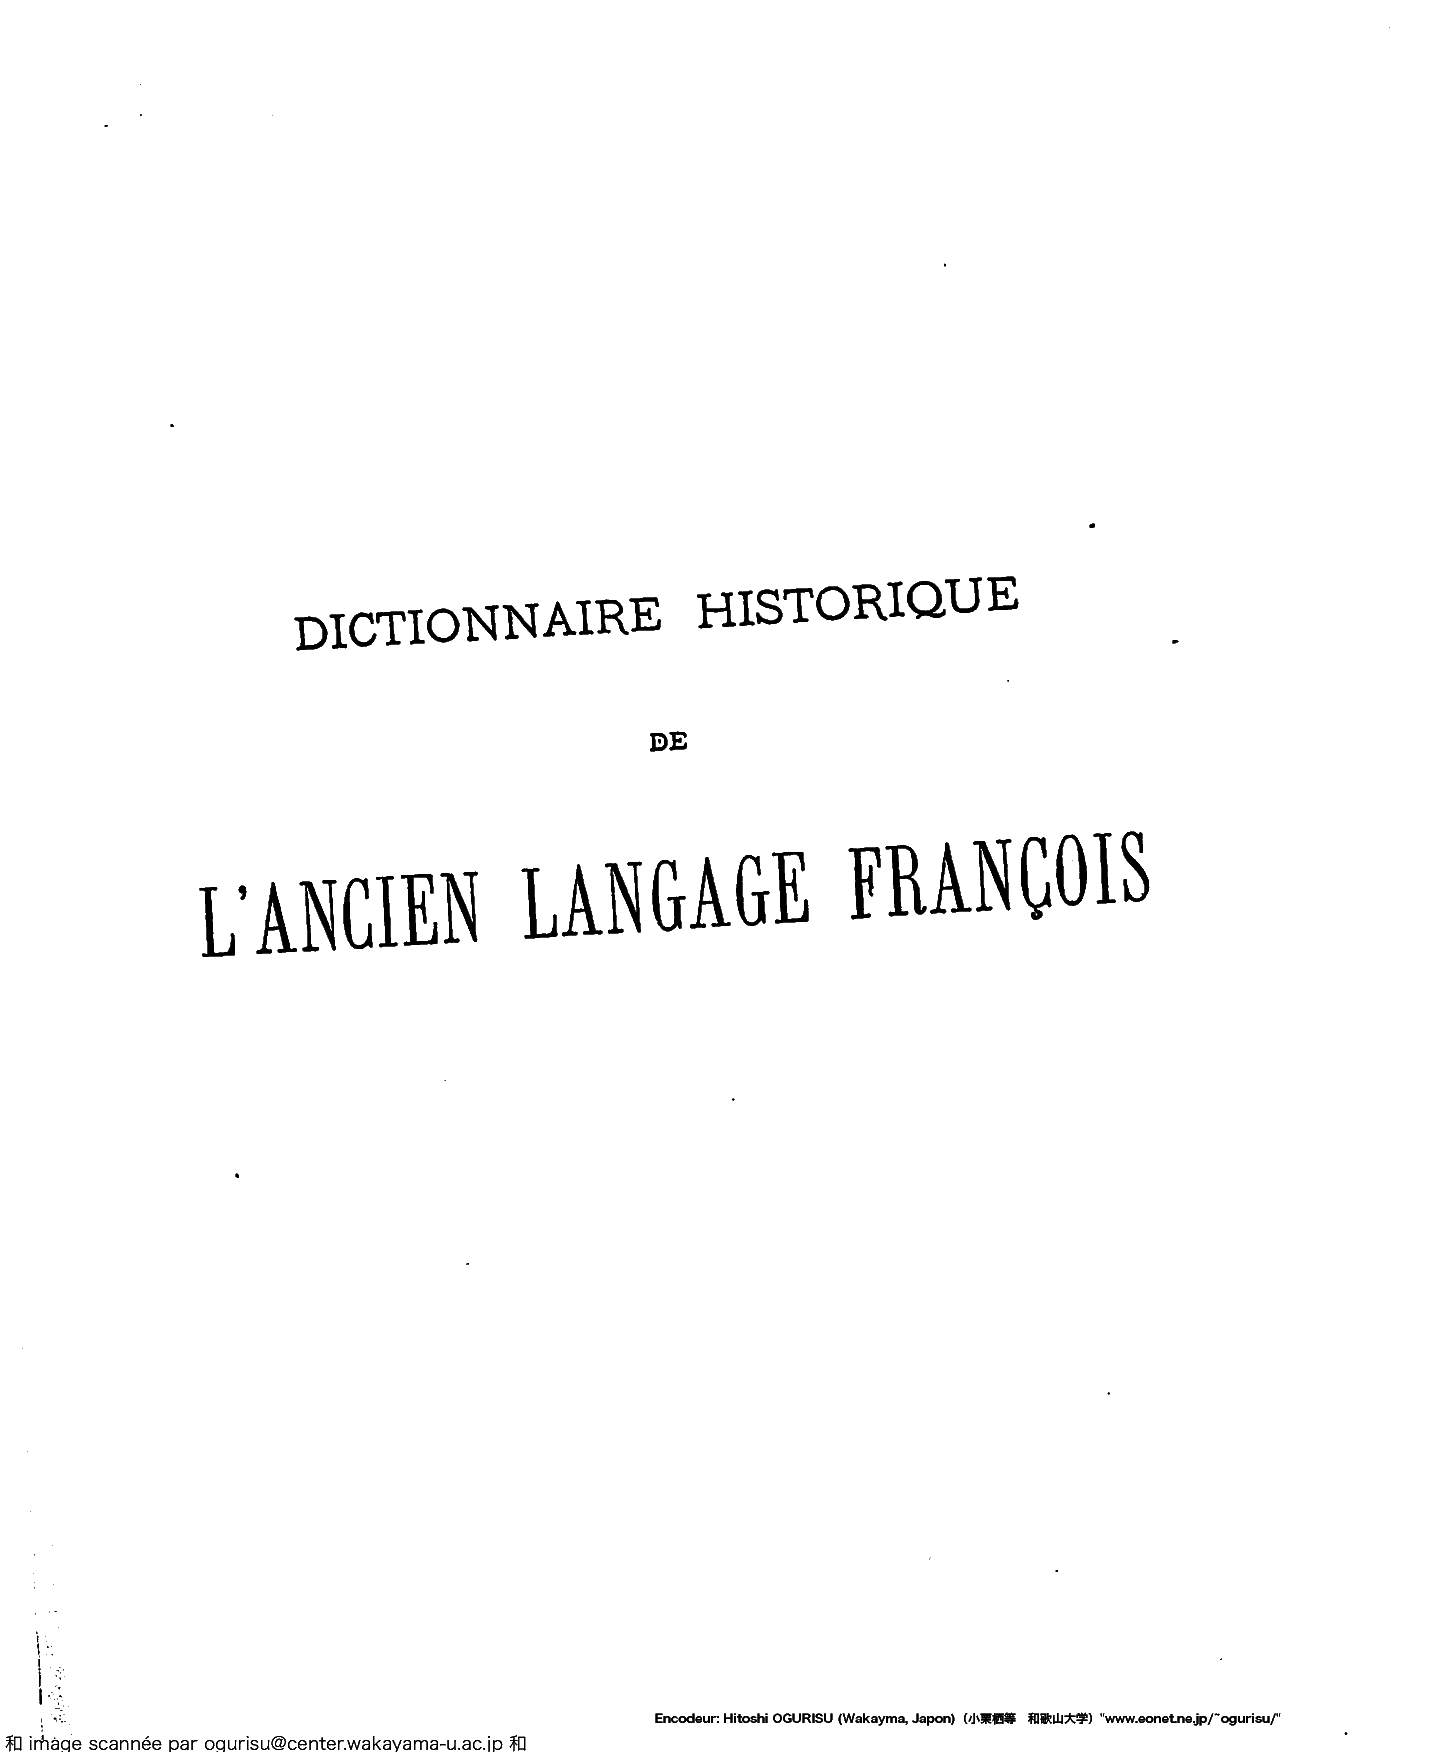 DICTIONNAIRE HISTORIQUE
DE
L'ANCIEN LANGAGE FRANÇOIS
Encodeur: Hitoshi OGURISU (Wakayma, Japon) (小栗栖等 和歌山大学) "www.eonet.ne.jp/~ogurisu/"
和 image scannée par ogurisu@center.wakayama-u.ac.jp 和